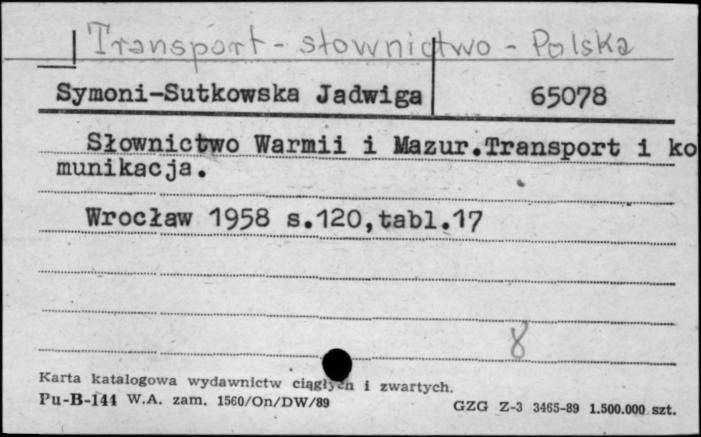 Transport - słownictwo - Polska
Symoni-Sutkowska Jadwiga 65078
Słownictwo Warmii i Mazur.Transport i ko
munikacja.
Wrocław 1958 s.120,tabl.17
8
Karta katalogowa wydawnictw ciągłych i zwartych.
Pu-B-144 W.A. zam. 1560/On/DW/89 GZG Z-3 3465-89 1.500.000 szt.